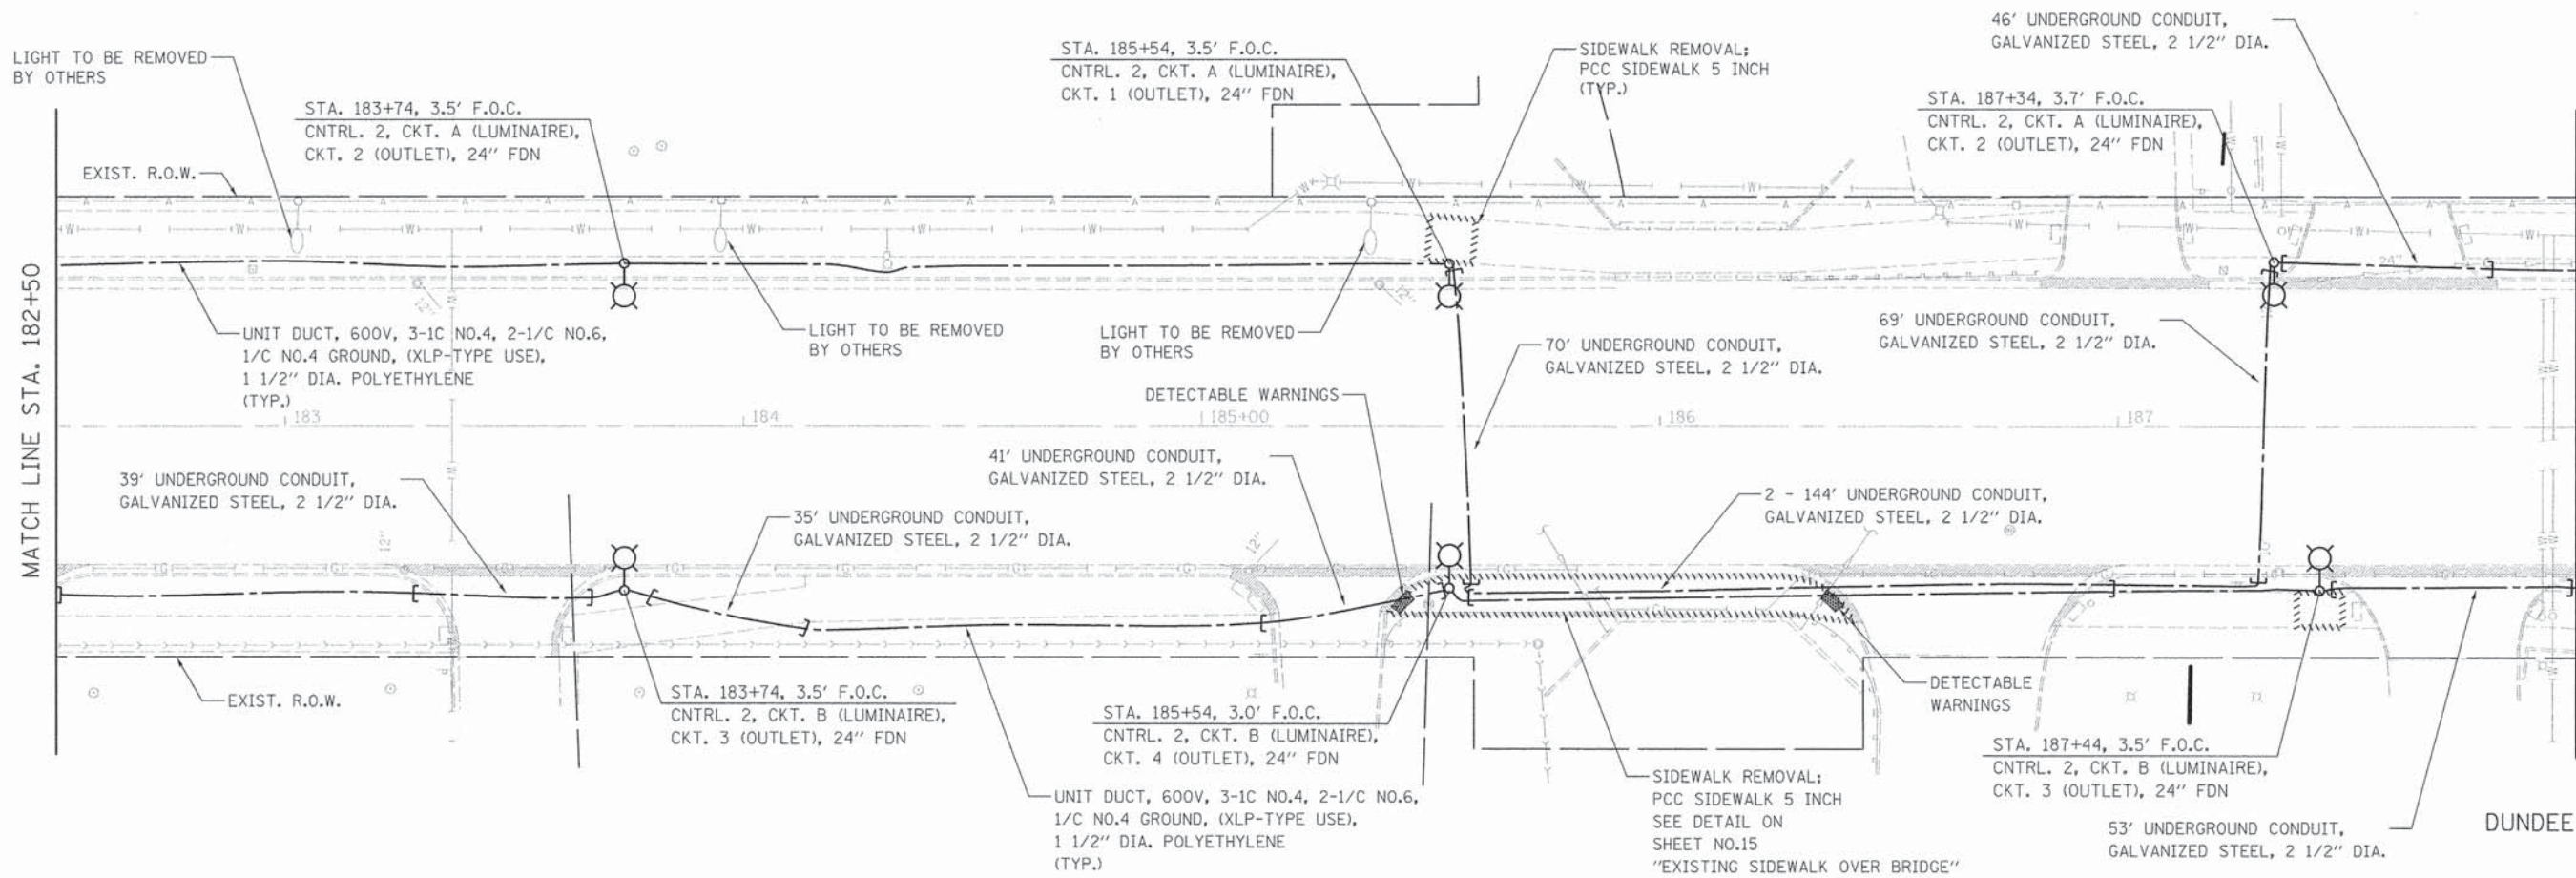 46' UNDERGROUND CONDUIT,
GALVANIZED STEEL, 2 1/2" DIA.
LIGHT TO BE REMOVED
BY OTHERS
STA. 185+54, 3.5' F.O.C.
CNTRL. 2, CKT. A (LUMINAIRE),
CKT. 1 (OUTLET), 24" FDN
SIDEWALK REMOVAL;
PCC SIDEWALK 5 INCH
(TYP.)
STA. 183+74, 3.5' F.O.C.
CNTRL. 2, CKT. A (LUMINAIRE),
CKT. 2 (OUTLET), 24" FDN
STA. 187+34, 3.7' F.O.C.
CNTRL. 2, CKT. A (LUMINAIRE),
CKT. 2 (OUTLET), 24" FDN
EXIST. R.O.W.
24"
12"
12"
MATCH LINE STA. 182+50
UNIT DUCT, 600V, 3-1C NO.4, 2-1/C NO.6,
1/C NO.4 GROUND, (XLP-TYPE USE),
1 1/2" DIA. POLYETHYLENE
(TYP.)
LIGHT TO BE REMOVED
BY OTHERS
LIGHT TO BE REMOVED
BY OTHERS
70' UNDERGROUND CONDUIT,
GALVANIZED STEEL, 2 1/2" DIA.
69' UNDERGROUND CONDUIT,
GALVANIZED STEEL, 2 1/2" DIA.
DETECTABLE WARNINGS
183
184
185+00
186
187
39' UNDERGROUND CONDUIT,
GALVANIZED STEEL, 2 1/2" DIA.
41' UNDERGROUND CONDUIT,
GALVANIZED STEEL, 2 1/2" DIA.
35' UNDERGROUND CONDUIT,
GALVANIZED STEEL, 2 1/2" DIA.
2 - 144' UNDERGROUND CONDUIT,
GALVANIZED STEEL, 2 1/2" DIA.
12"
12"
EXIST. R.O.W.
STA. 183+74, 3.5' F.O.C.
CNTRL. 2, CKT. B (LUMINAIRE),
CKT. 3 (OUTLET), 24" FDN
STA. 185+54, 3.0' F.O.C.
CNTRL. 2, CKT. B (LUMINAIRE),
CKT. 4 (OUTLET), 24" FDN
DETECTABLE
WARNINGS
STA. 187+44, 3.5' F.O.C.
CNTRL. 2, CKT. B (LUMINAIRE),
CKT. 3 (OUTLET), 24" FDN
UNIT DUCT, 600V, 3-1C NO.4, 2-1/C NO.6,
1/C NO.4 GROUND, (XLP-TYPE USE),
1 1/2" DIA. POLYETHYLENE
(TYP.)
SIDEWALK REMOVAL;
PCC SIDEWALK 5 INCH
SEE DETAIL ON
SHEET NO.15
"EXISTING SIDEWALK OVER BRIDGE"
53' UNDERGROUND CONDUIT,
GALVANIZED STEEL, 2 1/2" DIA.
DUNDEE